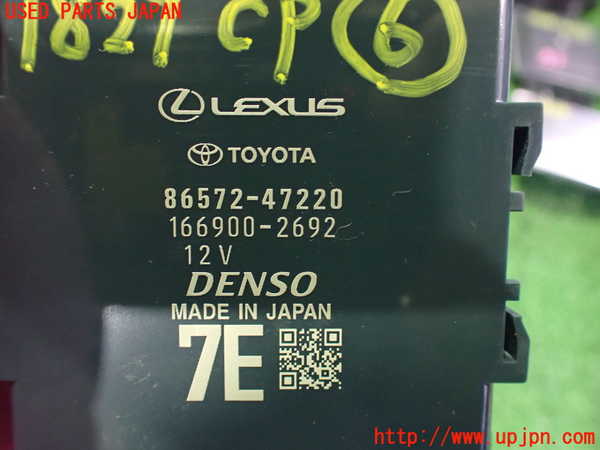 USED PARTS JAPAN
1021 CP 6
LEXUS
TOYOTA
86572-47220
166900-2692
12V
DENSO
MADE IN JAPAN
7E
+++++++++++++++
http://www.upjpn.com